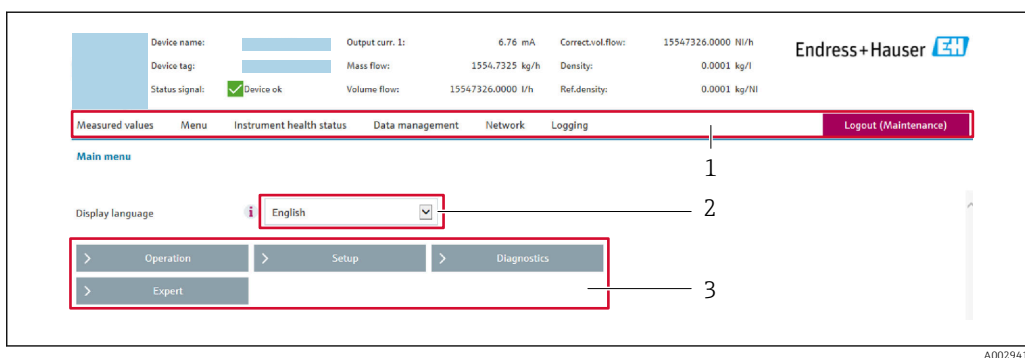 Device name: Output curr. 1: 6.76 mA Correct.vol.flow: 15547326.0000 Nl/h
Endress+Hauser EH
Device tag: Mass flow: 1554.7325 kg/h Density: 0.0001 kg/l
Status signal: Device ok Volume flow: 15547326.0000 l/h Ref.density: 0.0001 kg/Nl
Measured values Menu Instrument health status Data management Network Logging Logout (Maintenance)
1
Main menu
Display language i English 2
> Operation > Setup > Diagnostics
> Expert 3